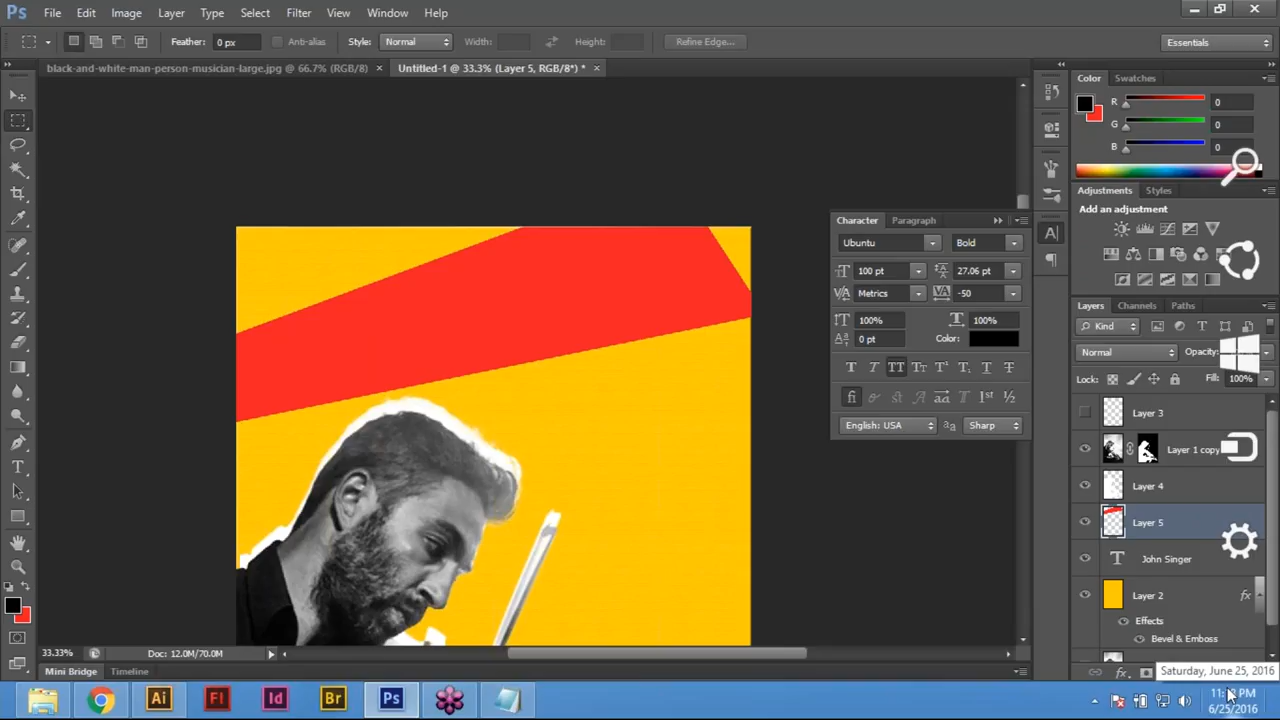 Ps File Edit Image Layer Type Select Filter View Window Help
Feather: 0 px Anti-alias Style: Normal Width: Height: Refine Edge... Essentials
black-and-white-man-person-musician-large.jpg @ 66.7% (RGB/8) × Untitled-1 @ 33.3% (Layer 5, RGB/8*) * ×
Color Swatches
R 0
G 0
B 0
Adjustments Styles
Add an adjustment
Character Paragraph
Ubuntu Bold
100 pt 27.06 pt
Metrics -50
100% 100%
0 pt Color:
English: USA Sharp
Layers Channels Paths
Kind
Normal Opacity:
Lock: Fill: 100%
Layer 3
Layer 1 copy
Layer 4
Layer 5
John Singer
Layer 2 fx
Effects
Bevel & Emboss
33.33% Doc: 12.0M/70.0M
Mini Bridge Timeline
Saturday, June 25, 2016
Ai Fl Id Br Ps
PM
6/25/2016